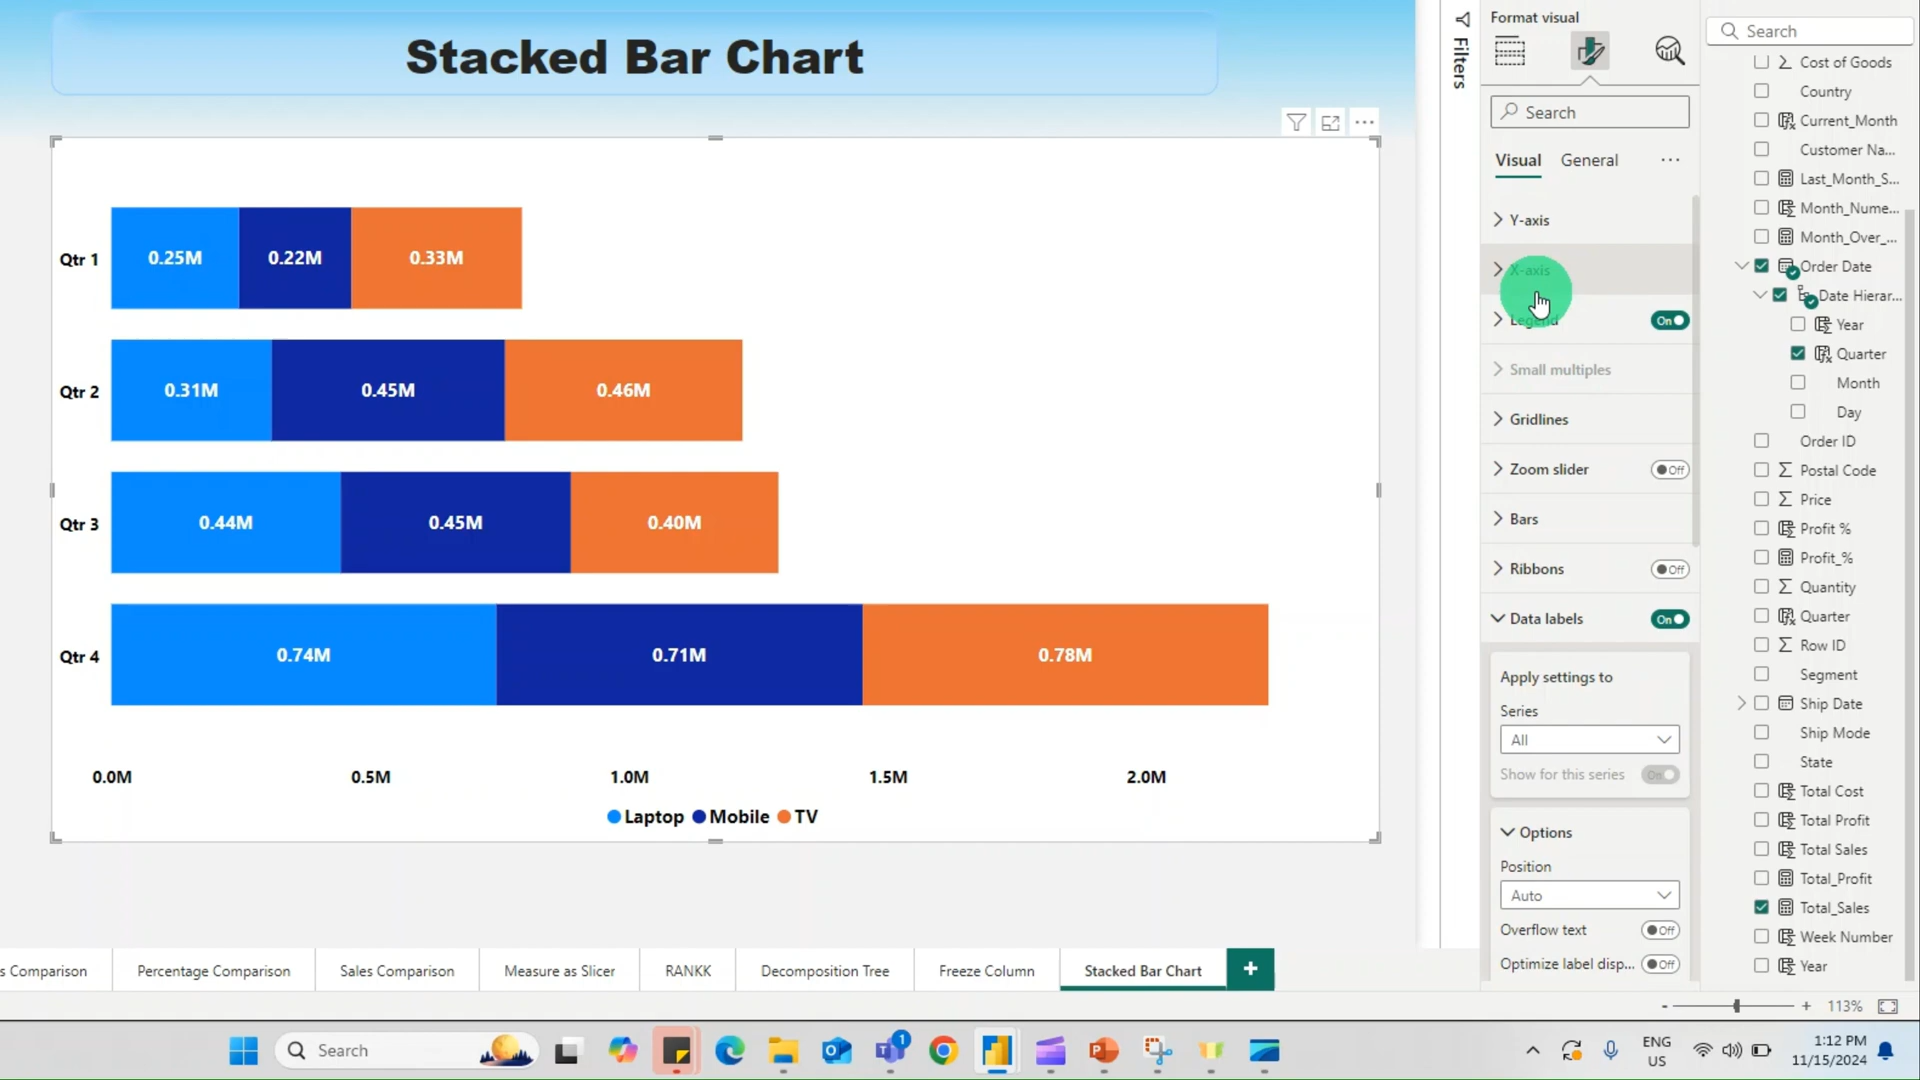 Stacked Bar Chart
Qtr 1
0.25M
0.22M
0.33M
Qtr 2
0.31M
0.45M
0.46M
Qtr 3
0.44M
0.45M
0.40M
Qtr 4
0.74M
0.71M
0.78M
0.0M
0.5M
1.0M
1.5M
2.0M
Laptop
Mobile
TV
Filters
Format visual
Search
Visual
General
Y-axis
X-axis
Legend
On
Small multiples
Gridlines
Zoom slider
Off
Bars
Ribbons
Off
Data labels
On
Apply settings to
Series
All
Show for this series
On
Options
Position
Auto
Overflow text
Off
Optimize label disp...
Off
Search
Cost of Goods
Country
Current_Month
Customer Na...
Last_Month_S...
Month_Nume...
Month_Over_...
Order Date
Date Hierar...
Year
Quarter
Month
Day
Order ID
Postal Code
Price
Profit %
Profit_%
Quantity
Quarter
Row ID
Segment
Ship Date
Ship Mode
State
Total Cost
Total Profit
Total Sales
Total_Profit
Total_Sales
Week Number
Year
s Comparison
Percentage Comparison
Sales Comparison
Measure as Slicer
RANKK
Decomposition Tree
Freeze Column
Stacked Bar Chart
+
- + 113%
Search
1
ENG
US
1:12 PM
11/15/2024